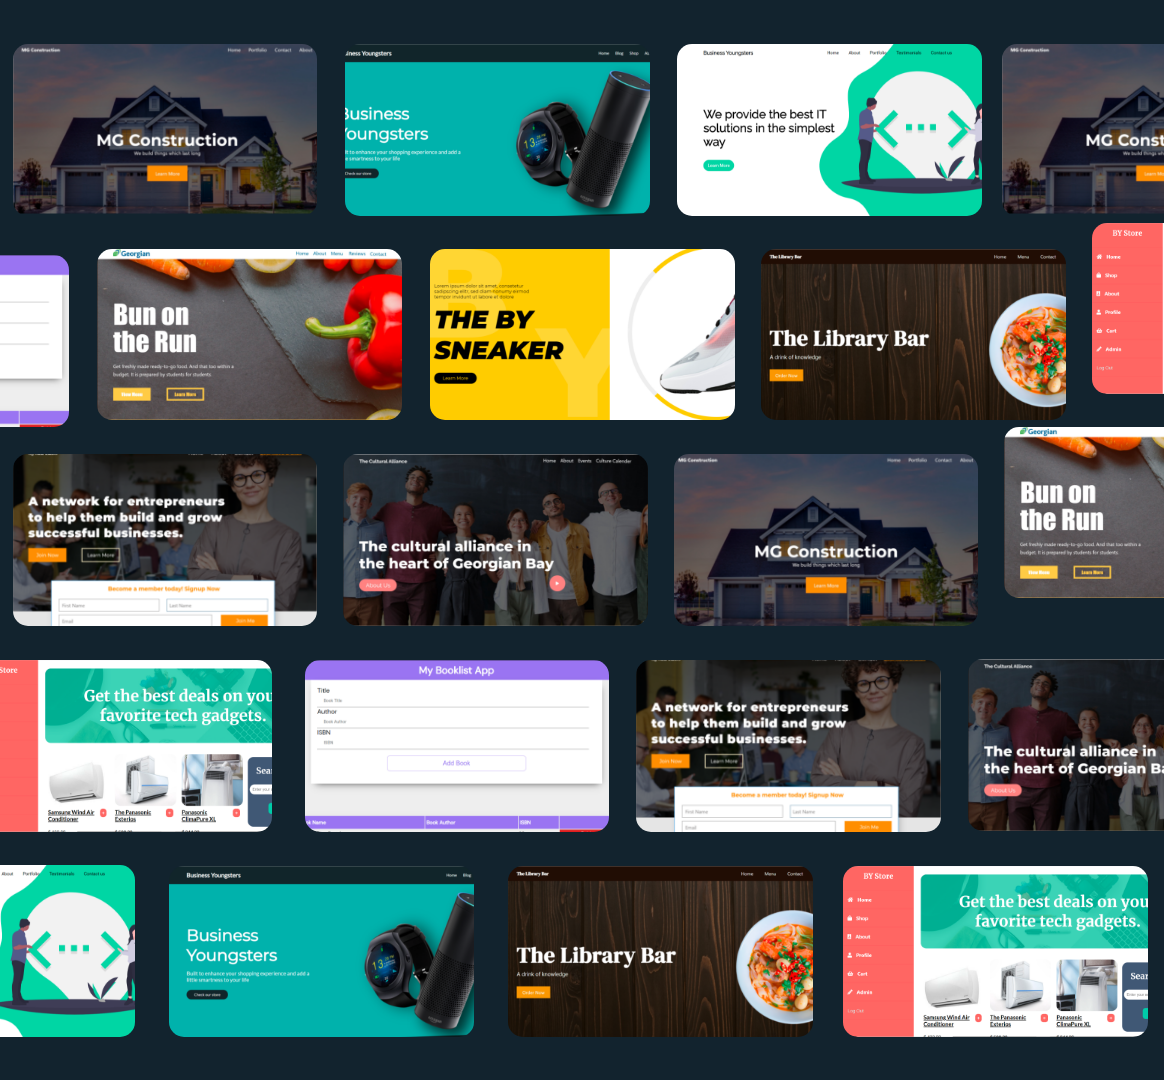 MG Construction
Home Portfolio Contact About
MG Construction
We build things which last long
Learn More
iness Youngsters
Home Blog Shop
Business
Youngsters
ilt to enhance your shopping experience and add a
le smartness to your life
Check our store
Business Youngsters
Home About Portfolio Testimonials Contact us
We provide the best IT
solutions in the simplest
way
Learn More
MG Construction
MG Const
We build things wh
Learn M
Georgian
Home About Menu Reviews Contact
Bun on
the Run
Get freshly made ready-to-go food. And that too within a
budget. It is prepared by students for students.
View Menu
Learn More
B
Y
Lorem ipsum dolor sit amet, consetetur
sadipscing elitr, sed diam nonumy eirmod
tempor invidunt ut labore et dolore
THE BY
SNEAKER
Learn More
The Library Bar
Home Menu Contact
The Library Bar
A drink of knowledge
Order Now
BY Store
Home
Shop
About
Profile
Cart
Admin
Log Out
A network for entrepreneurs
to help them build and grow
successful businesses.
Join Now
Learn More
Become a member today! Signup Now
First Name
Last Name
Email
Join Me
The Cultural Alliance
Home About Events Culture Calendar
The cultural alliance in
the heart of Georgian Bay
About Us
MG Construction
Home Portfolio Contact About
MG Construction
We build things which last long
Learn More
Georgian
Bun on
the Run
Get freshly made ready-to-go food. And that too within a
budget. It is prepared by students for students.
View Menu
Learn More
Store
Get the best deals on you
favorite tech gadgets.
Samsung Wind Air
Conditioner
The Panasonic
Exterios
Panasonic
ClimaPure XL
Sear
Enter your
My Booklist App
Title
Book Title
Author
Book Author
ISBN
ISBN
Add Book
k Name
Book Author
ISBN
A network for entrepreneurs
to help them build and grow
successful businesses.
Join Now
Learn More
Become a member today! Signup Now
First Name
Last Name
Email
Join Me
The Cultural Alliance
The cultural alliance in
the heart of Georgian Ba
About Us
About Portfolio Testimonials Contact us
Business Youngsters
Home Blog
Business
Youngsters
Built to enhance your shopping experience and add a
little smartness to your life
Check our store
The Library Bar
Home Menu Contact
The Library Bar
A drink of knowledge
Order Now
BY Store
Home
Shop
About
Profile
Cart
Admin
Log Out
Get the best deals on you
favorite tech gadgets.
Samsung Wind Air
Conditioner
The Panasonic
Exterios
Panasonic
ClimaPure XL
Sear
Enter your